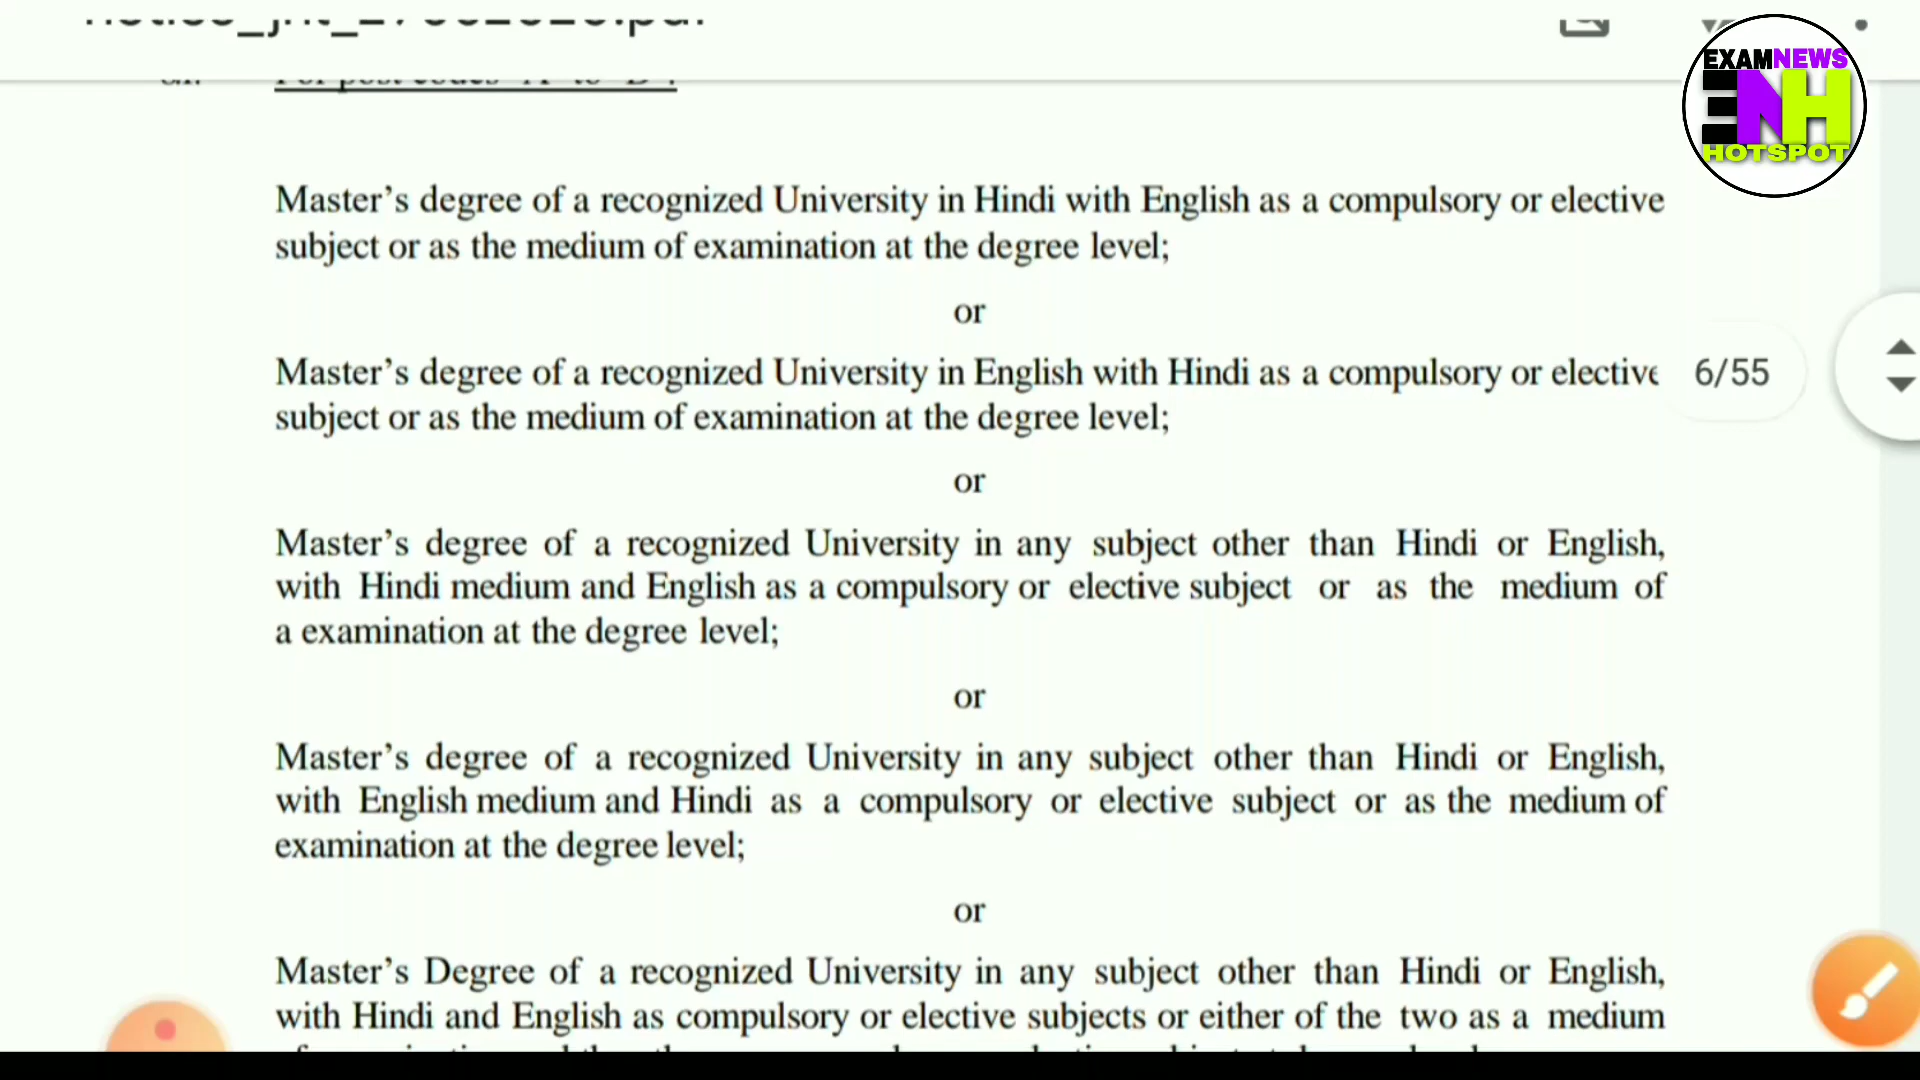 For post codes 'A' to 'D':
EXAMNEWS
ENH
HOTSPOT
Master's degree of a recognized University in Hindi with English as a compulsory or elective
subject or as the medium of examination at the degree level;
or
Master's degree of a recognized University in English with Hindi as a compulsory or elective
6/55
subject or as the medium of examination at the degree level;
or
Master's degree of a recognized University in any subject other than Hindi or English,
with Hindi medium and English as a compulsory or elective subject or as the medium of
a examination at the degree level;
or
Master's degree of a recognized University in any subject other than Hindi or English,
with English medium and Hindi as a compulsory or elective subject or as the medium of
examination at the degree level;
or
Master's Degree of a recognized University in any subject other than Hindi or English,
with Hindi and English as compulsory or elective subjects or either of the two as a medium